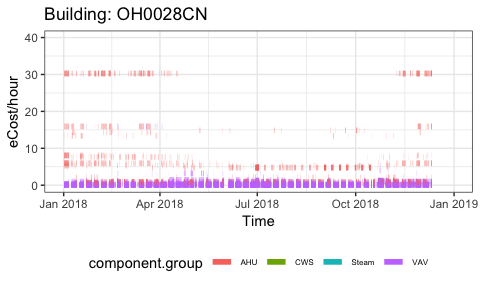 Building: OH0028CN
40
30
20
10
0
eCost/hour
Jan 2018 Apr 2018 Jul 2018 Oct 2018 Jan 2019
Time
component.group AHU CWS Steam VAV